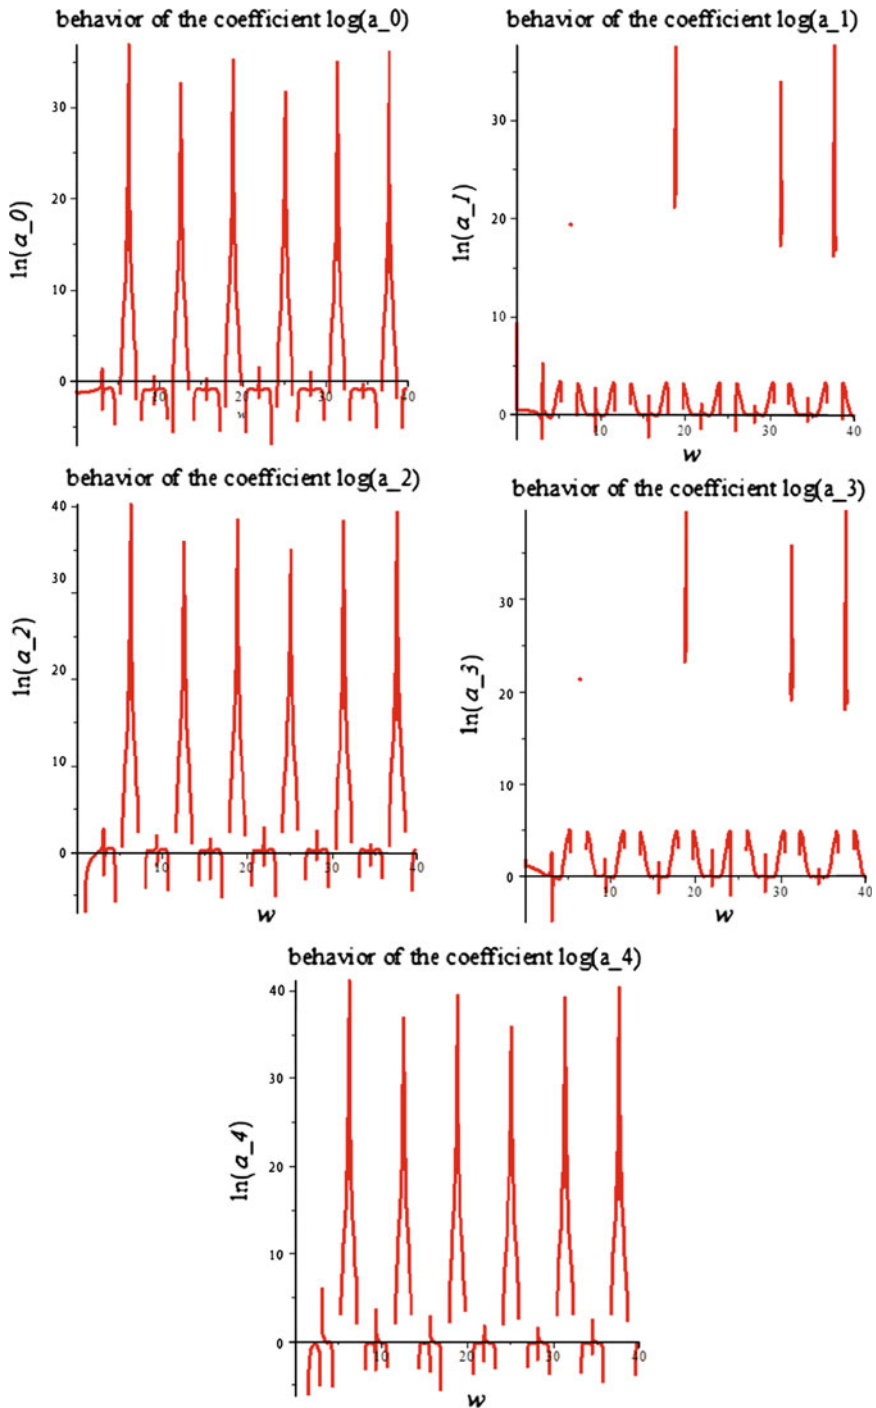 behavior of the coefficient log(a_0)
behavior of the coefficient log(a_1)
30
20
10
0
ln(a_0)
10
20
30
40
w
30
20
10
0
ln(a_1)
10
20
30
40
w
behavior of the coefficient log(a_2)
behavior of the coefficient log(a_3)
40
30
20
10
0
ln(a_2)
10
20
30
40
w
30
20
10
0
ln(a_3)
10
20
30
40
w
behavior of the coefficient log(a_4)
40
30
20
10
0
ln(a_4)
10
20
30
40
w